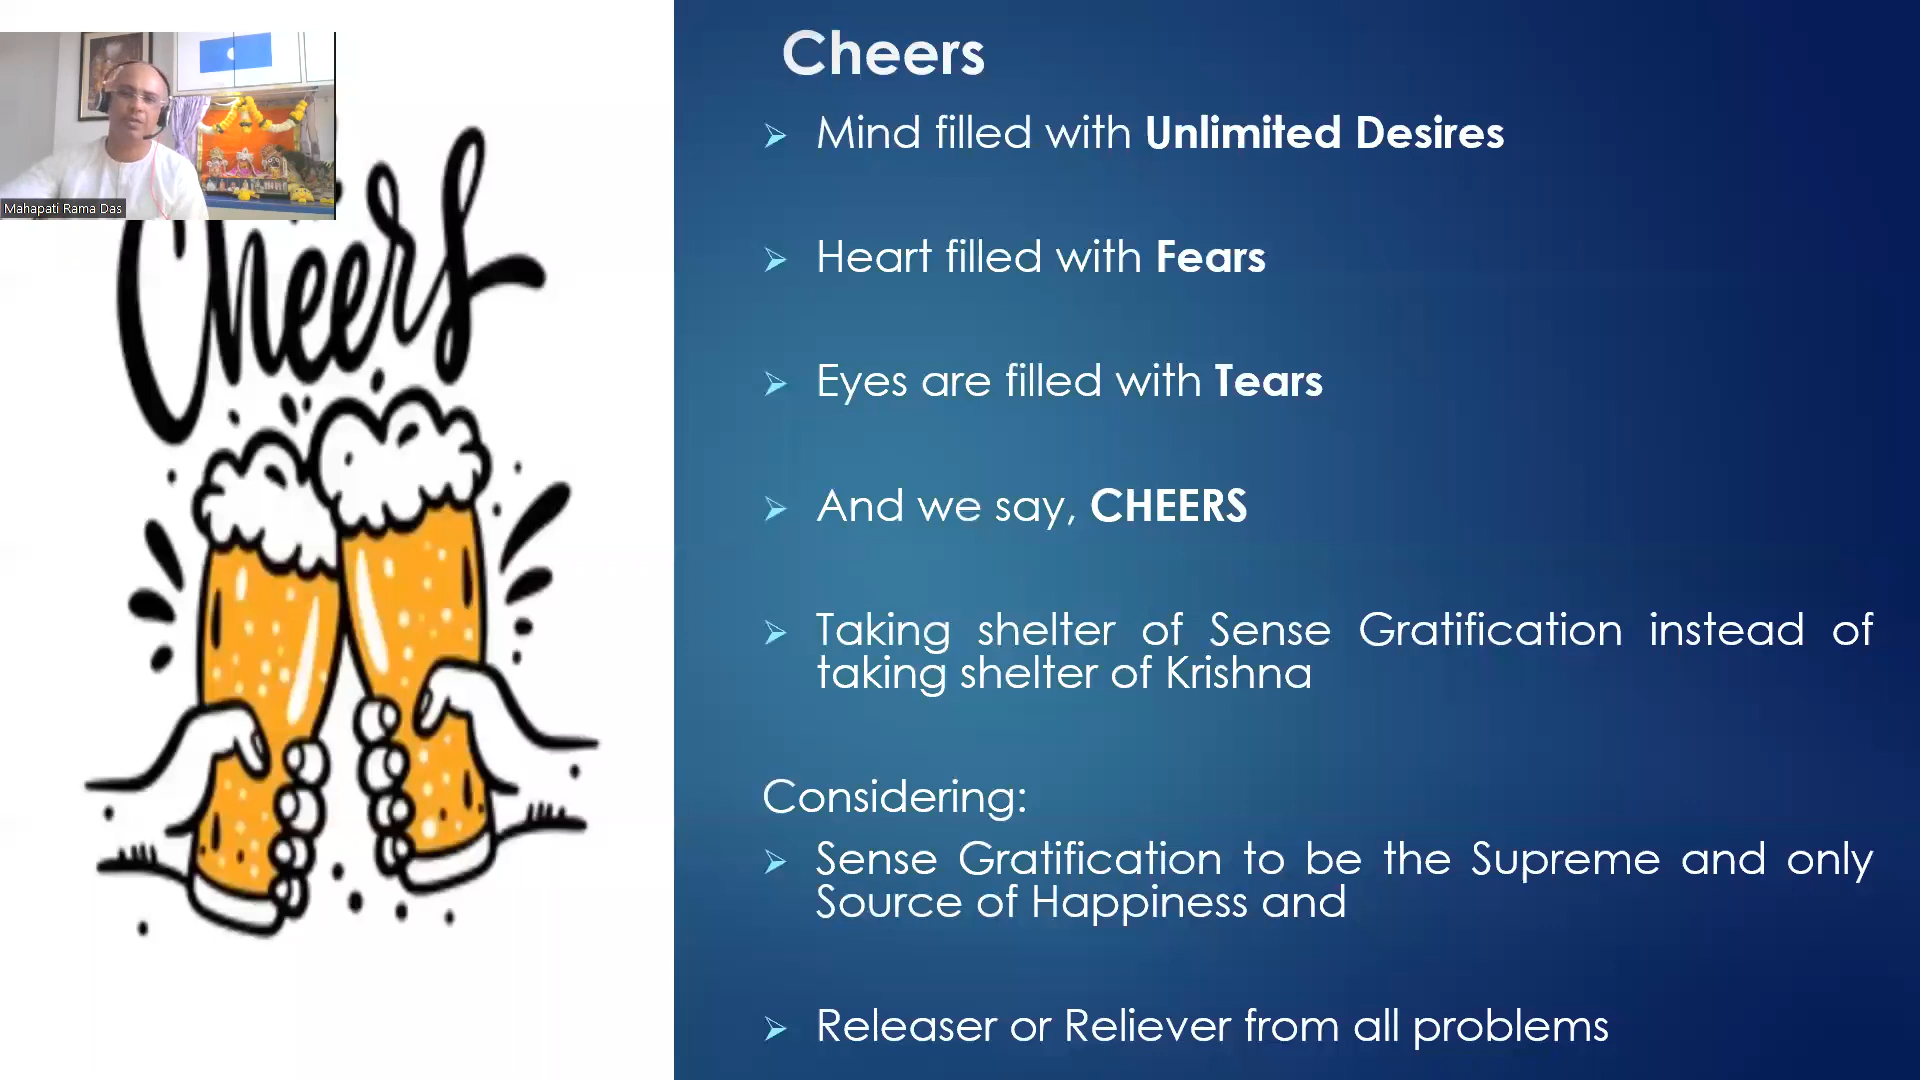 Mahapati Rama Das
Cheers
Cheers
Mind filled with Unlimited Desires
Heart filled with Fears
Eyes are filled with Tears
And we say, CHEERS
Taking shelter of Sense Gratification instead of
taking shelter of Krishna
Considering:
Sense Gratification to be the Supreme and only
Source of Happiness and
Releaser or Reliever from all problems